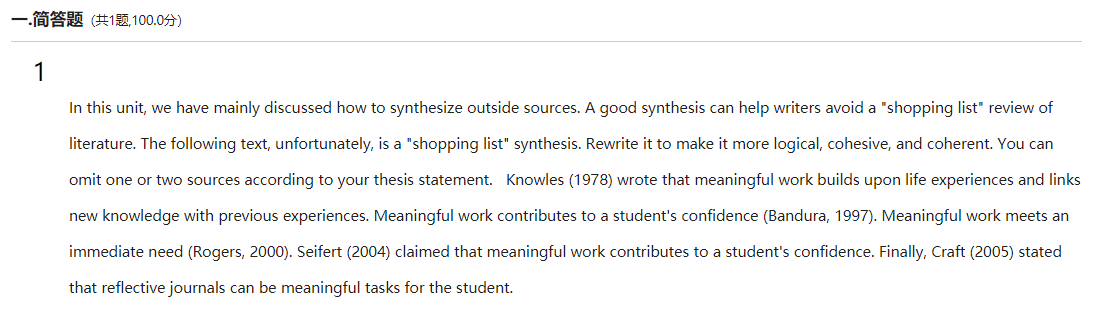 一.简答题 (共1题,100.0分)
1
In this unit, we have mainly discussed how to synthesize outside sources. A good synthesis can help writers avoid a "shopping list" review of
literature. The following text, unfortunately, is a "shopping list" synthesis. Rewrite it to make it more logical, cohesive, and coherent. You can
omit one or two sources according to your thesis statement.   Knowles (1978) wrote that meaningful work builds upon life experiences and links
new knowledge with previous experiences. Meaningful work contributes to a student's confidence (Bandura, 1997). Meaningful work meets an
immediate need (Rogers, 2000). Seifert (2004) claimed that meaningful work contributes to a student's confidence. Finally, Craft (2005) stated
that reflective journals can be meaningful tasks for the student.